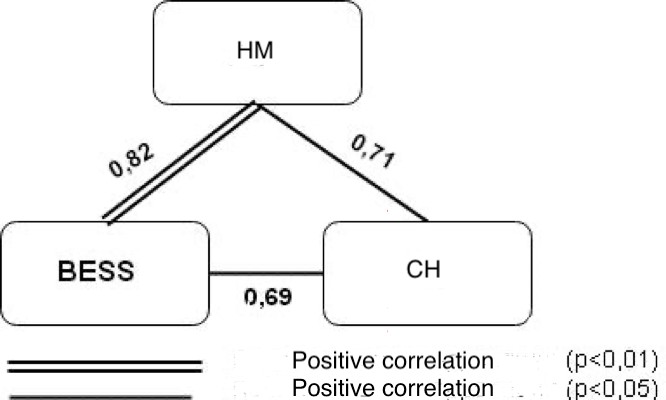 HM
0,82
0,71
BESS
CH
0,69
Positive correlation (p<0,01)
Positive correlation (p<0,05)